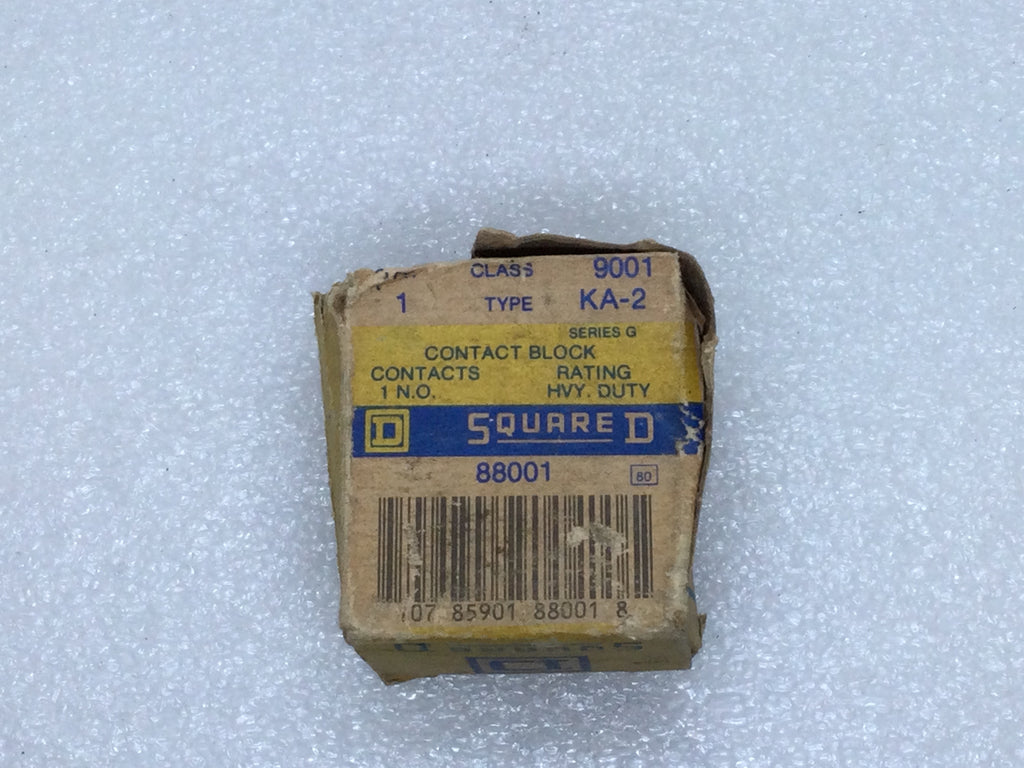 CLASS 9001
1 TYPE KA-2
SERIES G
CONTACT BLOCK
CONTACTS RATING
1 N.O. HVY. DUTY
D SQUARE D
88001 80
07 85901 88001 8
D SQUARE
D